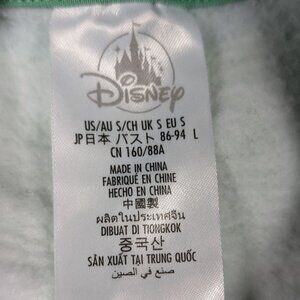 Disney
US/AU S/CH UK S EU S
JP日本 バスト 86-94 L
CN 160/88A
MADE IN CHINA
FABRIQUÉ EN CHINE
HECHO EN CHINA
中國製
ผลิตในประเทศจีน
DIBUAT DI TIONGKOK
중국산
SẢN XUẤT TẠI TRUNG QUỐC
صنع في الصين